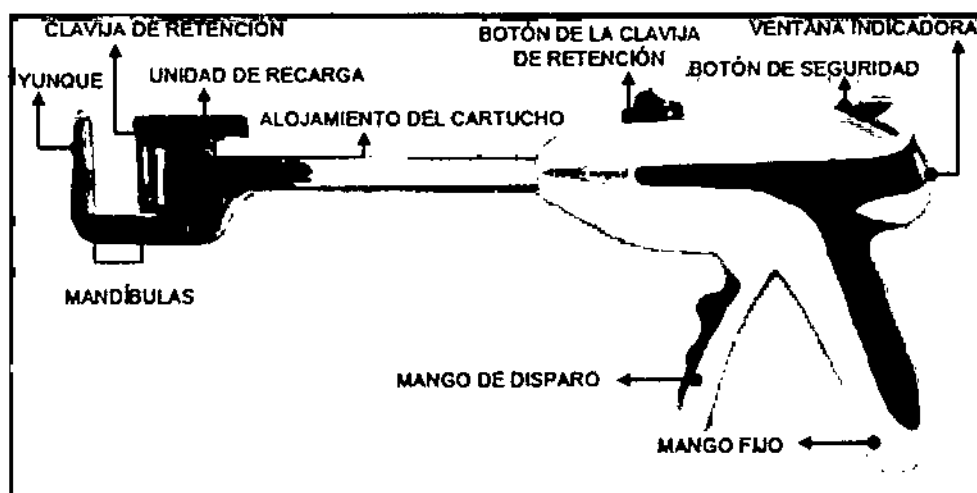 CLAVIJA DE RETENCIÓN
BOTÓN DE LA CLAVIJA
DE RETENCIÓN
VENTANA INDICADORA
YUNQUE
UNIDAD DE RECARGA
BOTÓN DE SEGURIDAD
ALOJAMIENTO DEL CARTUCHO
MANDÍBULAS
MANGO DE DISPARO
MANGO FIJO